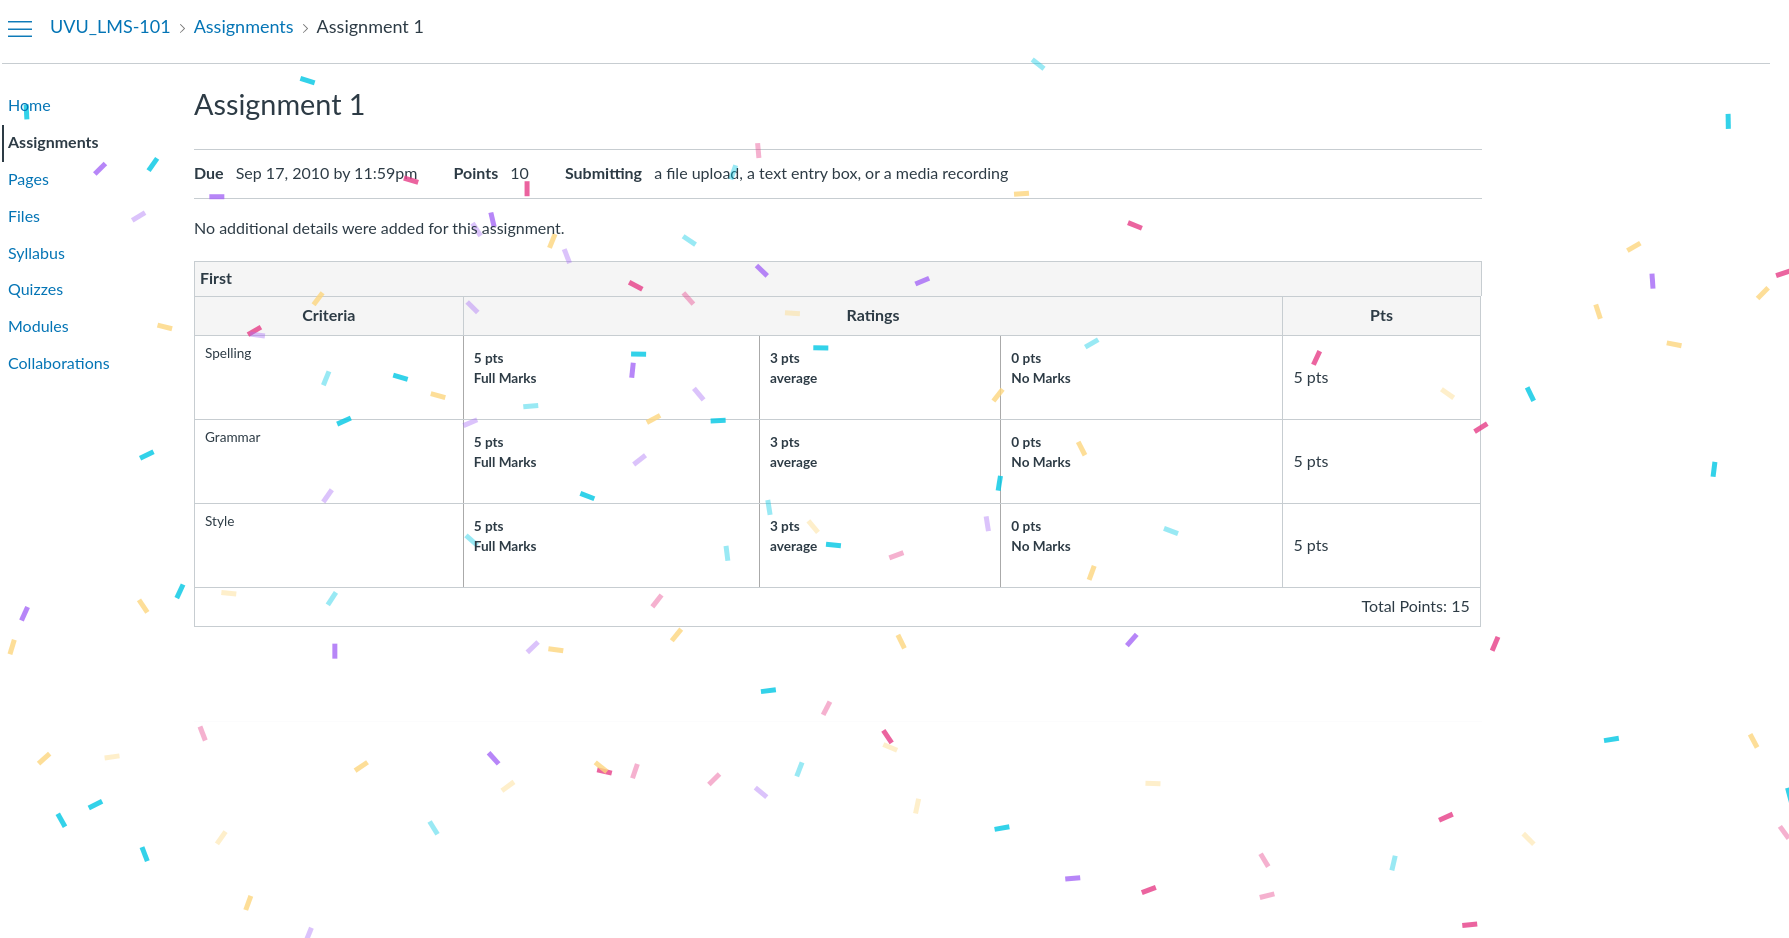 UVU_LMS-101 › Assignments › Assignment 1
Home
Assignments
Pages
Files
Syllabus
Quizzes
Modules
Collaborations
Assignment 1
Due Sep 17, 2010 by 11:59pm Points 10 Submitting a file upload, a text entry box, or a media recording
No additional details were added for this assignment.
First
Criteria Ratings Pts
Spelling
5 pts
Full Marks
3 pts
average
0 pts
No Marks
5 pts
Grammar
5 pts
Full Marks
3 pts
average
0 pts
No Marks
5 pts
Style
5 pts
Full Marks
3 pts
average
0 pts
No Marks
5 pts
Total Points: 15